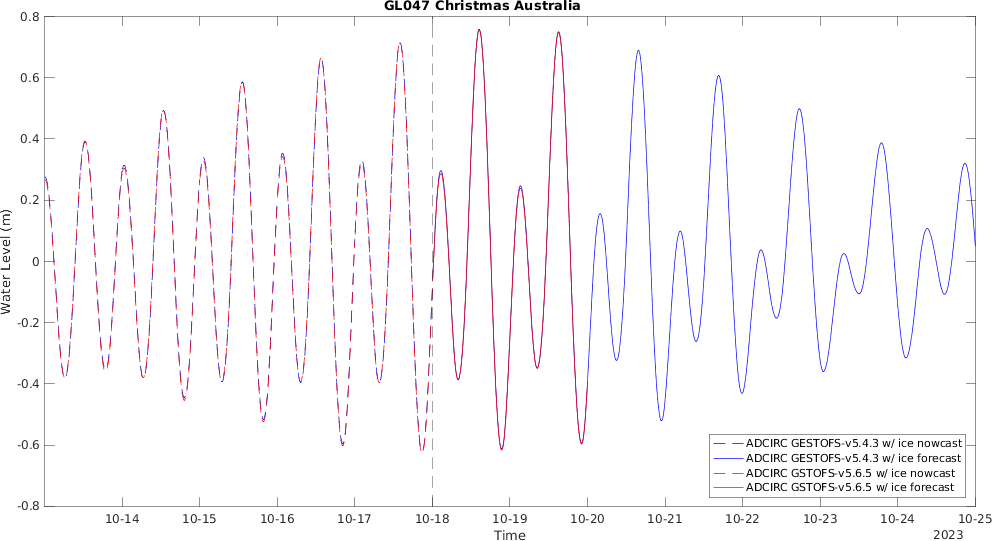 GL047 Christmas Australia
0.8
0.6
0.4
0.2
0
-0.2
-0.4
-0.6
-0.8
Water Level (m)
10-14 10-15 10-16 10-17 10-18 10-19 10-20 10-21 10-22 10-23 10-24 10-25
Time
2023
ADCIRC GESTOFS-v5.4.3 w/ ice nowcast
ADCIRC GESTOFS-v5.4.3 w/ ice forecast
ADCIRC GSTOFS-v5.6.5 w/ ice nowcast
ADCIRC GSTOFS-v5.6.5 w/ ice forecast